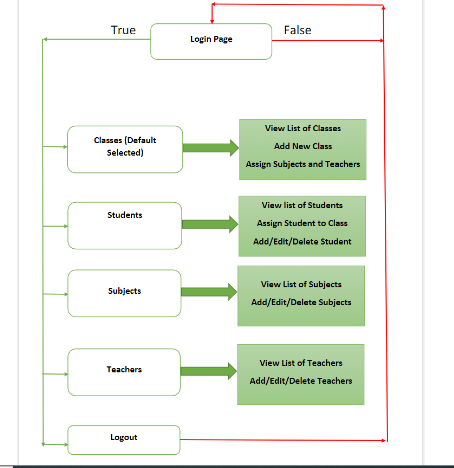 True
Login Page
False
Classes (Default
Selected)
View List of Classes
Add New Class
Assign Subjects and Teachers
Students
View list of Students
Assign Student to Class
Add/Edit/Delete Student
Subjects
View List of Subjects
Add/Edit/Delete Subjects
Teachers
View List of Teachers
Add/Edit/Delete Teachers
Logout